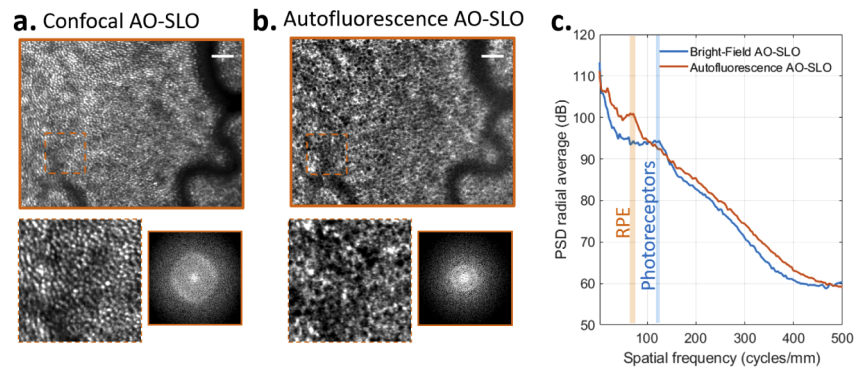 a. Confocal AO-SLO
b. Autofluorescence AO-SLO
c.
120
110
100
90
80
70
60
50
PSD radial average (dB)
Bright-Field AO-SLO
Autofluorescence AO-SLO
RPE
Photoreceptors
0 100 200 300 400 500
Spatial frequency (cycles/mm)